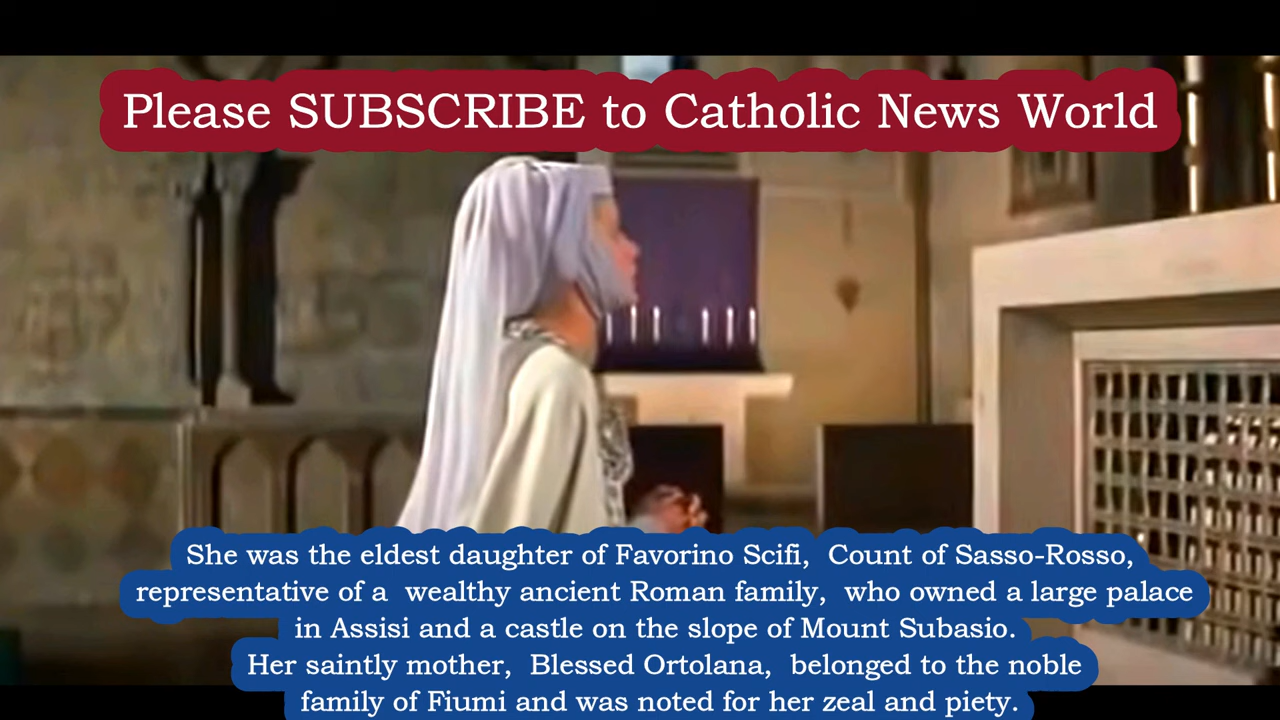 Please SUBSCRIBE to Catholic News World
She was the eldest daughter of Favorino Scifi, Count of Sasso-Rosso,
representative of a wealthy ancient Roman family, who owned a large palace
in Assisi and a castle on the slope of Mount Subasio.
Her saintly mother, Blessed Ortolana, belonged to the noble
family of Fiumi and was noted for her zeal and piety.